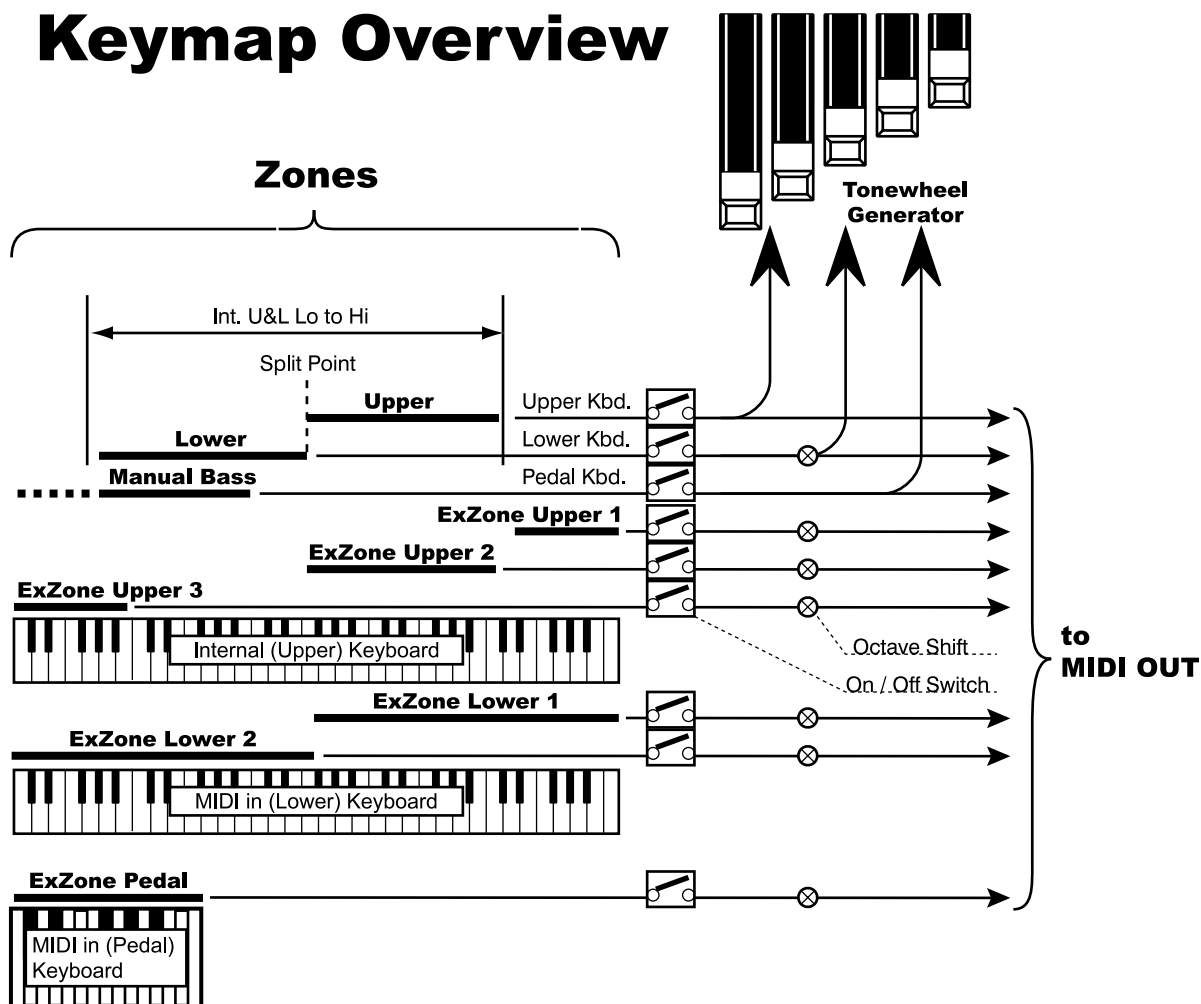 Keymap Overview
Zones
Tonewheel
Generator
Int. U&L Lo to Hi
Split Point
Upper
Upper Kbd.
Lower
Lower Kbd.
Manual Bass
Pedal Kbd.
ExZone Upper 1
ExZone Upper 2
ExZone Upper 3
Internal (Upper) Keyboard
Octave Shift
On / Off Switch
to
MIDI OUT
ExZone Lower 1
ExZone Lower 2
MIDI in (Lower) Keyboard
ExZone Pedal
MIDI in (Pedal)
Keyboard